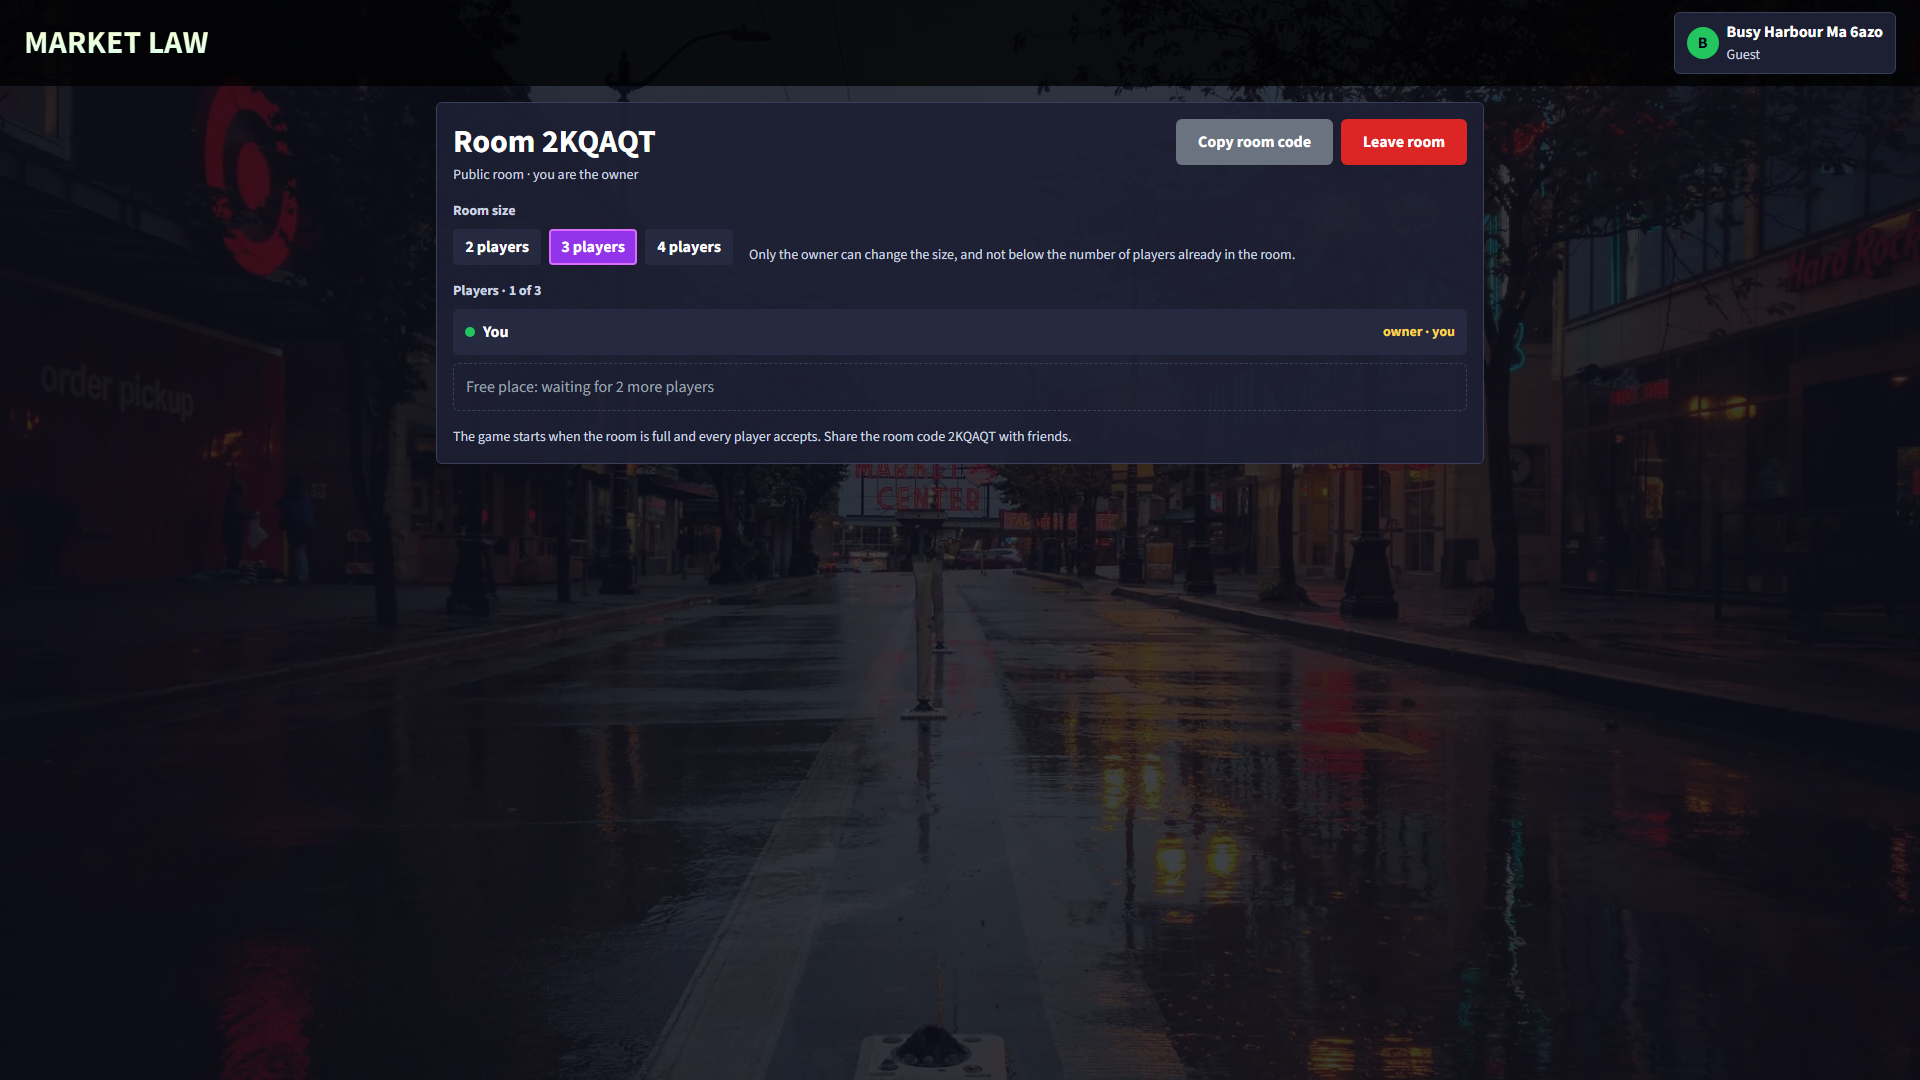 MARKET LAW
B
Busy Harbour Ma 6azo
Guest
Room 2KQAQT
Copy room code
Leave room
Public room · you are the owner
Room size
2 players
3 players
4 players
Only the owner can change the size, and not below the number of players already in the room.
Players · 1 of 3
You
owner · you
Free place: waiting for 2 more players
The game starts when the room is full and every player accepts. Share the room code 2KQAQT with friends.
order pickup
Hard Rock
MARKET
CENTER